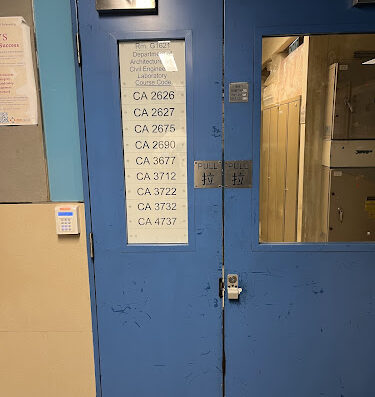 Success
Rm G1621
Department
Architecture
Civil Engineering
Laboratory
Course Code
CA 2626
CA 2627
CA 2675
CA 2690
CA 3677
CA 3712
CA 3722
CA 3732
CA 4737
PULL PULL
拉 拉